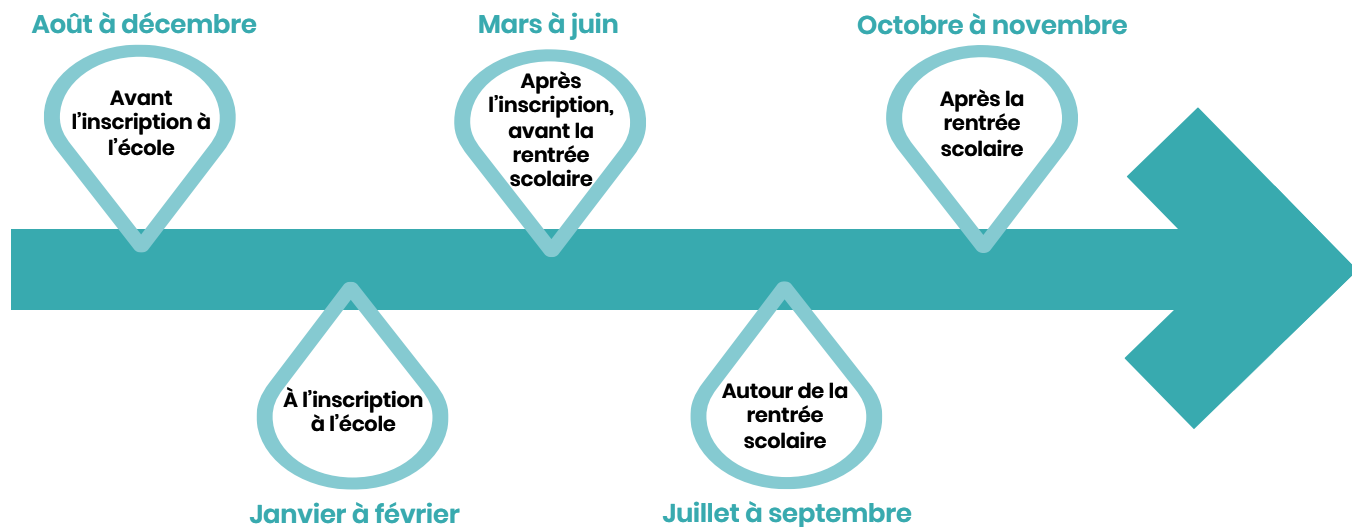 Août à décembre
Avant
l'inscription à
l'école
Janvier à février
À l'inscription
à l'école
Mars à juin
Après
l'inscription,
avant la
rentrée
scolaire
Juillet à septembre
Autour de la
rentrée
scolaire
Octobre à novembre
Après la
rentrée
scolaire